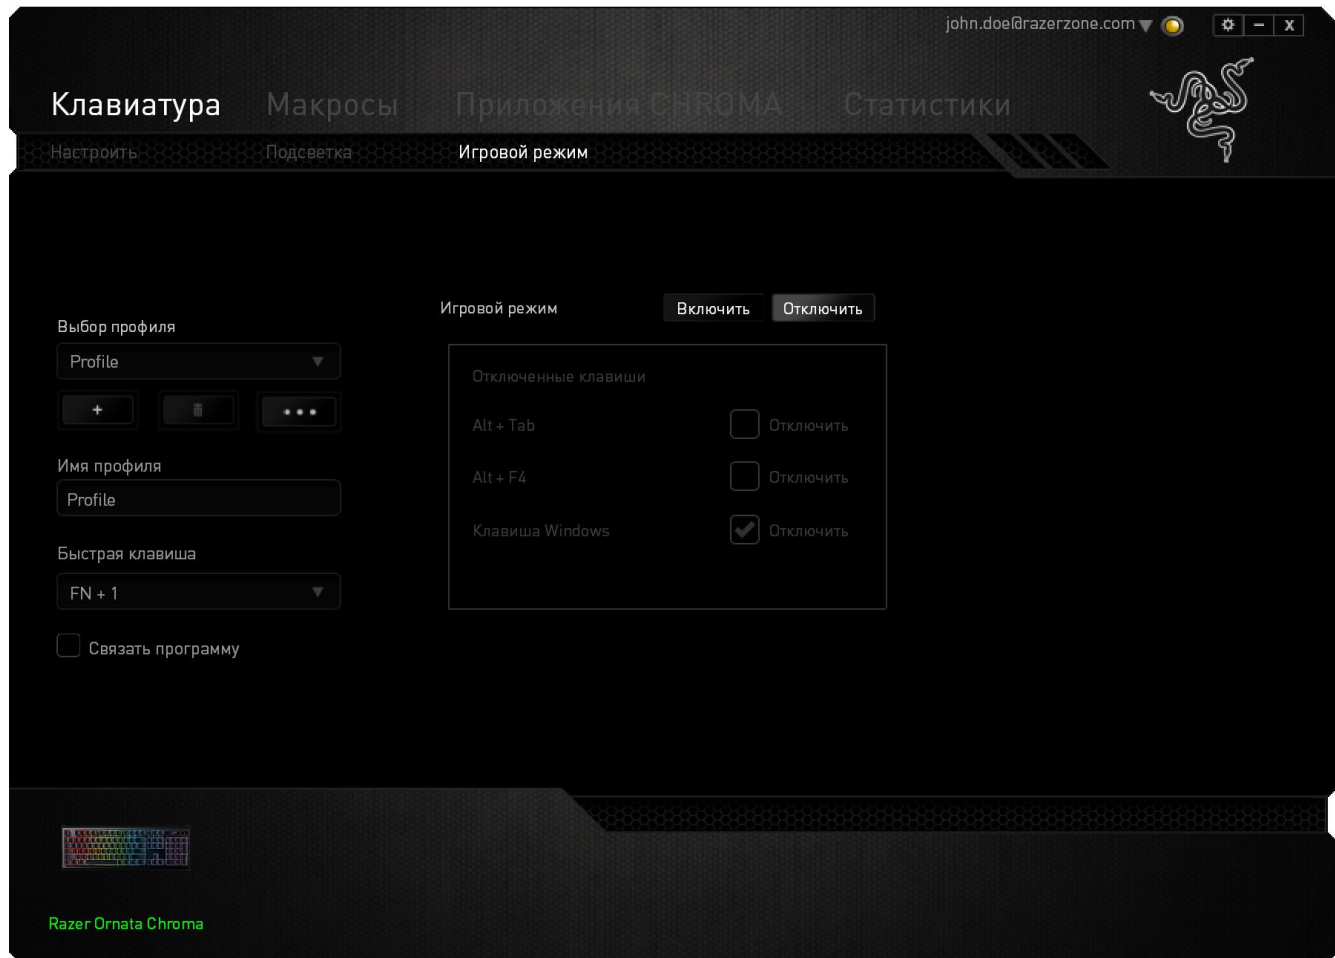 john.doe@razerzone.com
Клавиатура Макросы Приложения CHROMA Статистики
Настроить Подсветка Игровой режим
Игровой режим Включить Отключить
Выбор профиля
Profile
Отключенные клавиши
Alt + Tab Отключить
Имя профиля
Profile
Alt + F4 Отключить
Клавиша Windows Отключить
Быстрая клавиша
FN + 1
Связать программу
Razer Ornata Chroma